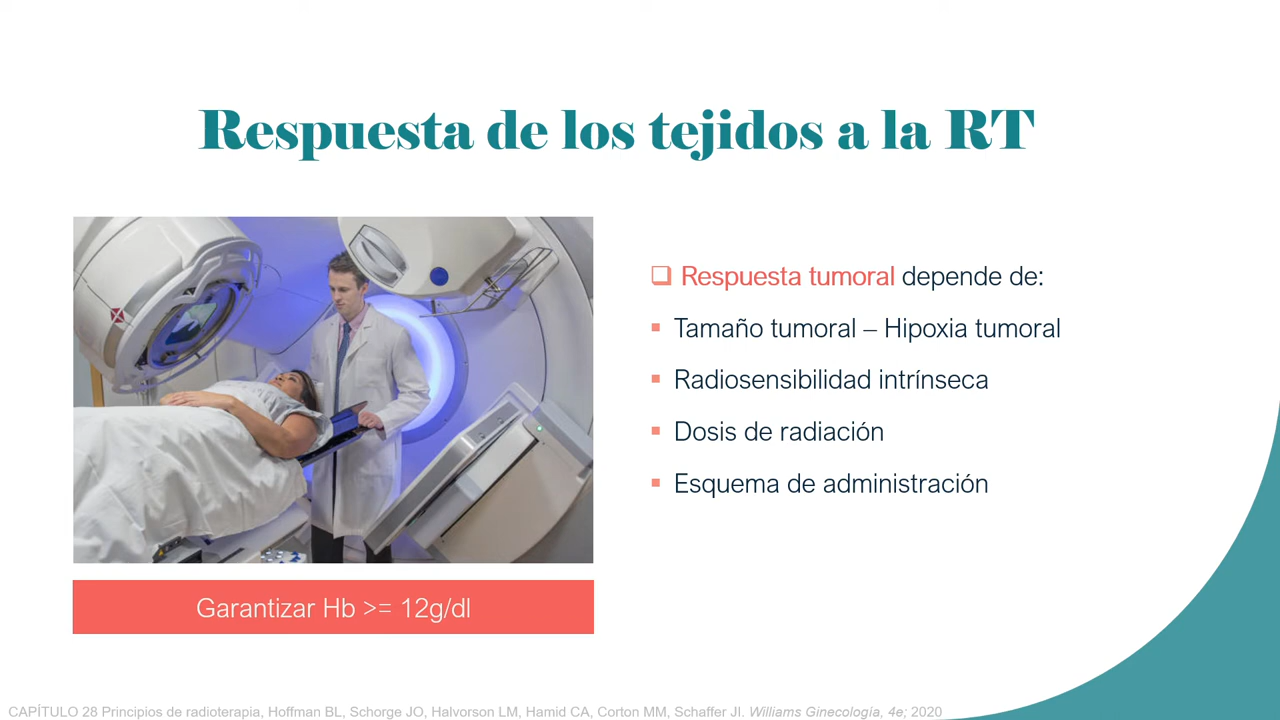 Respuesta de los tejidos a la RT
Respuesta tumoral depende de:
Tamaño tumoral – Hipoxia tumoral
Radiosensibilidad intrínseca
Dosis de radiación
Esquema de administración
Garantizar Hb >= 12g/dl
CAPÍTULO 28 Principios de radioterapia, Hoffman BL, Schorge JO, Halvorson LM, Hamid CA, Corton MM, Schaffer JI. Williams Ginecología, 4e; 2020